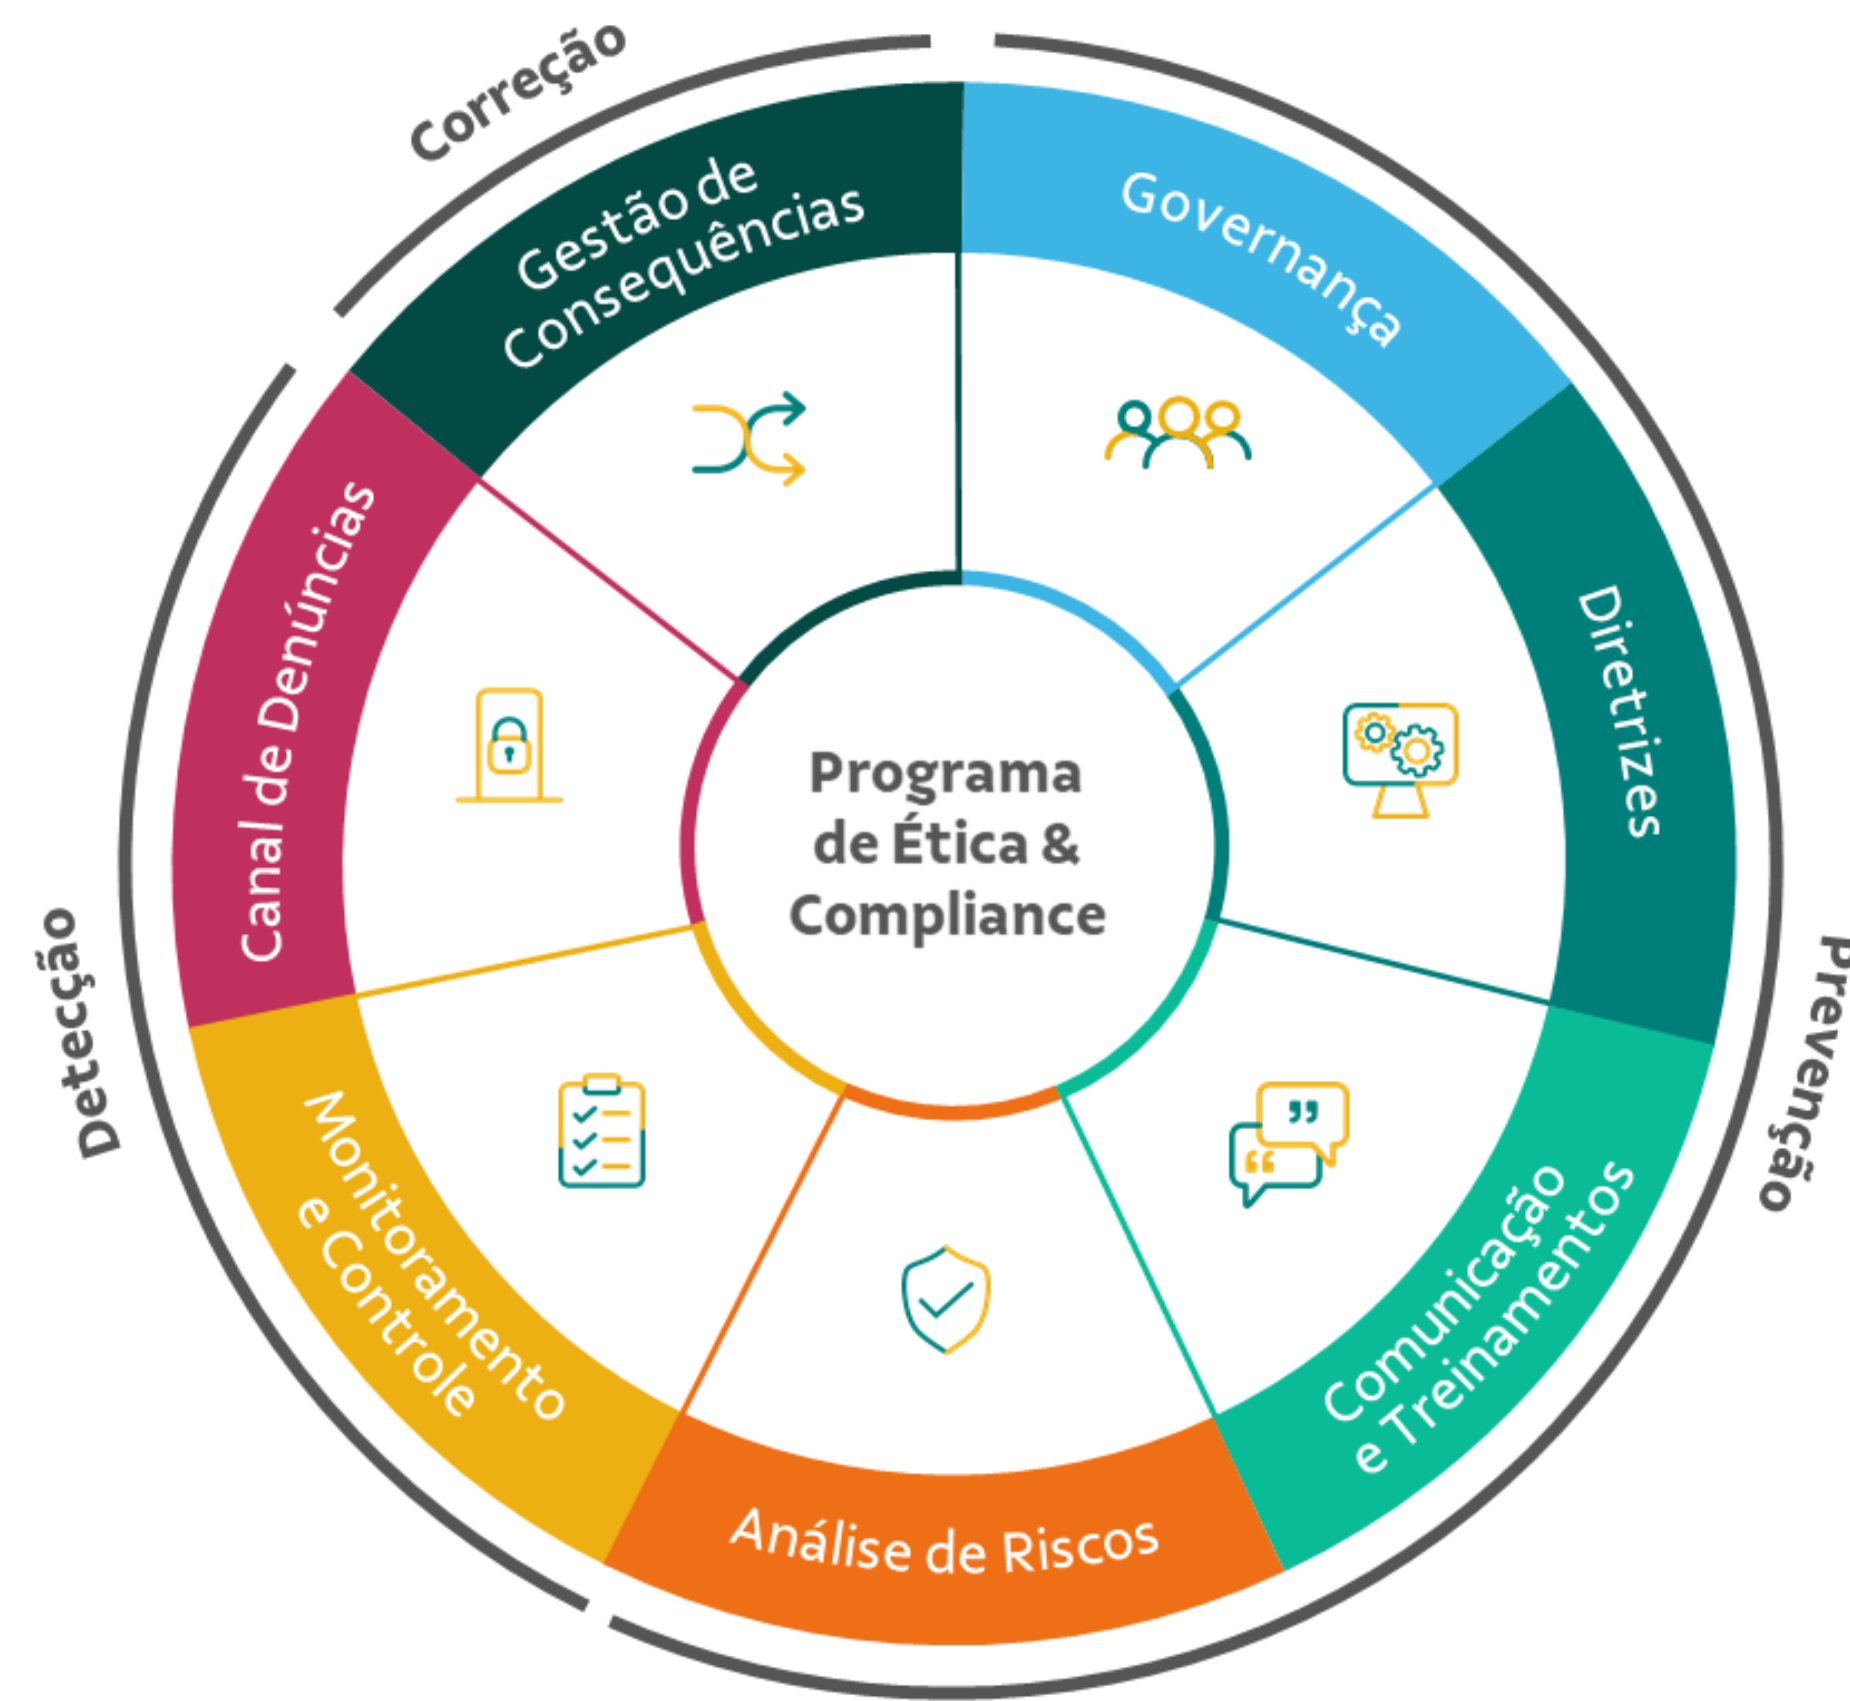 Correção
Gestão de
Consequências
Governança
Diretrizes
Canal de Denúncias
Programa
de Ética &
Compliance
Detecção
Prevenção
Monitoramento
e Controle
Comunicação
e Treinamentos
Análise de Riscos